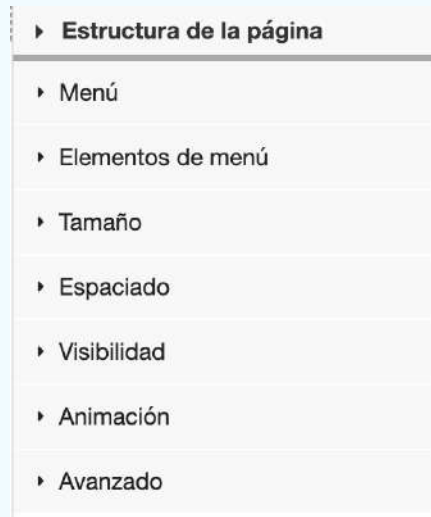 Estructura de la página
Menú
Elementos de menú
Tamaño
Espaciado
Visibilidad
Animación
Avanzado